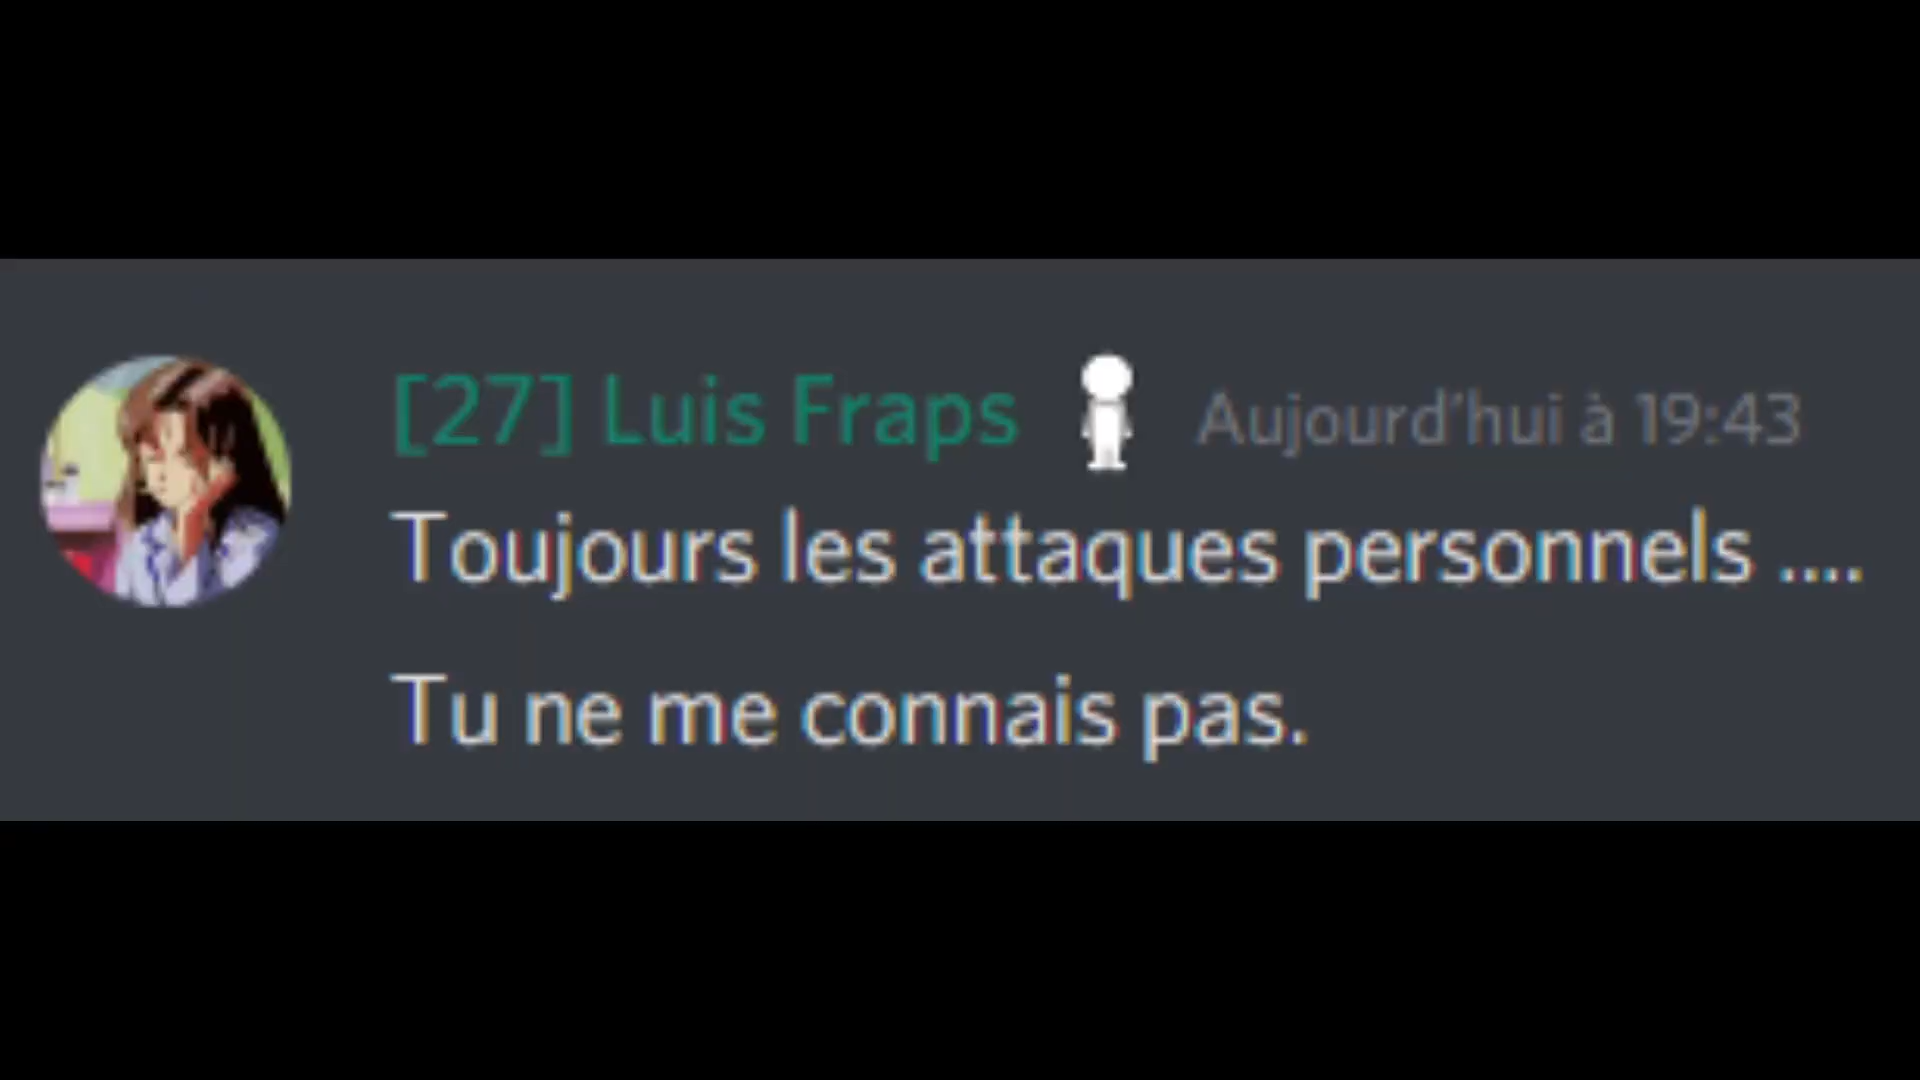 [27] Luis Fraps Aujourd'hui à 19:43
Toujours les attaques personnels ....
Tu ne me connais pas.